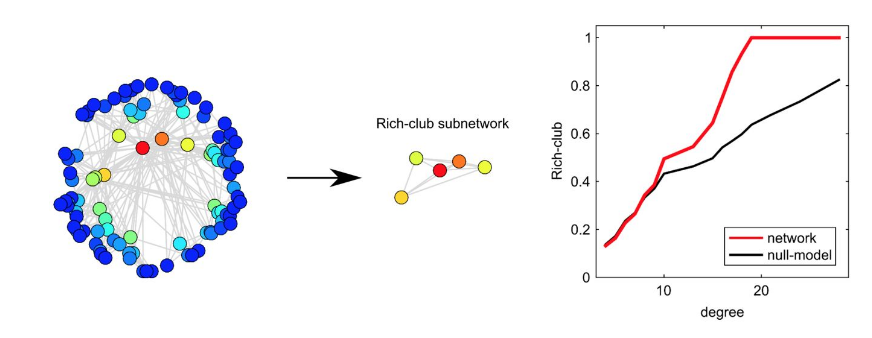 Rich-club subnetwork
Rich-club
1
0.8
0.6
0.4
0.2
0
network
null-model
10 20
degree